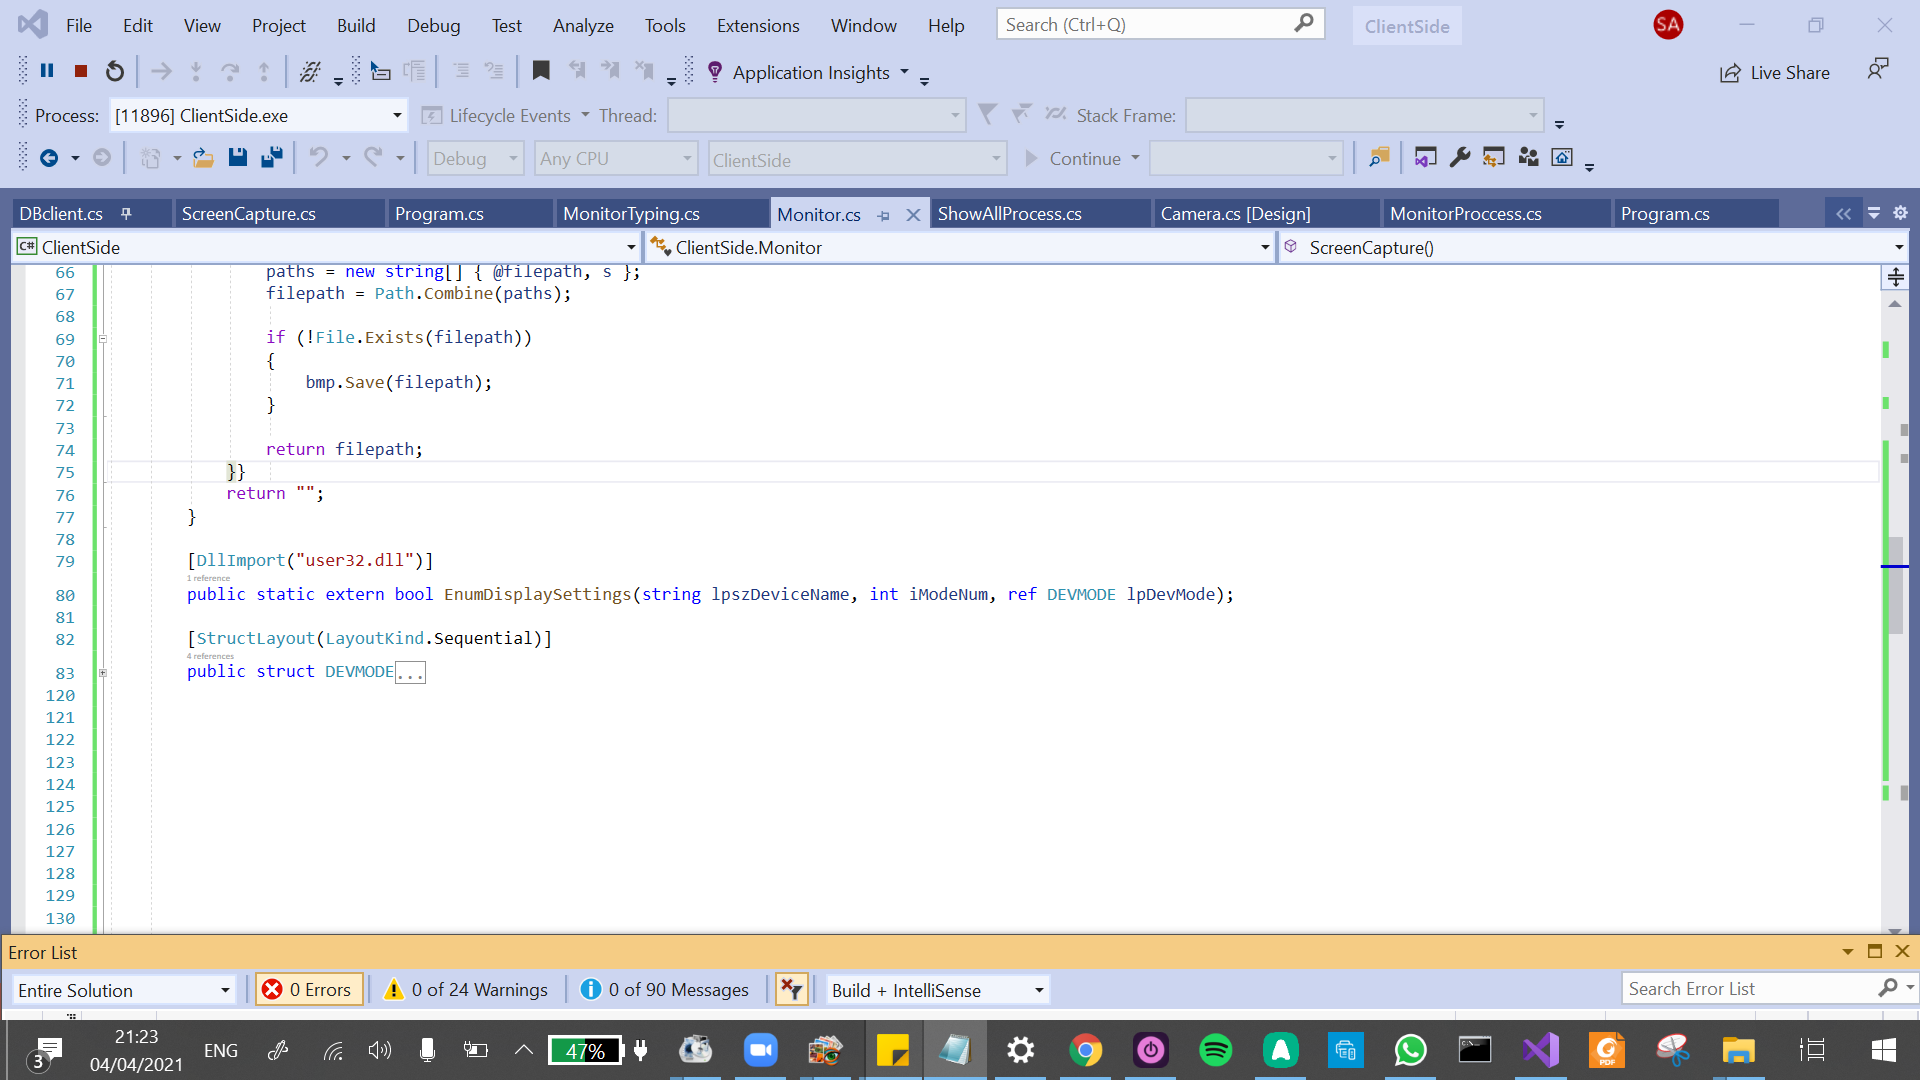 File Edit View Project Build Debug Test Analyze Tools Extensions Window Help Search (Ctrl+Q) ClientSide SA
Application Insights Live Share
Process: [11896] ClientSide.exe Lifecycle Events Thread: Stack Frame:
Debug Any CPU ClientSide Continue
DBclient.cs ScreenCapture.cs Program.cs MonitorTyping.cs Monitor.cs ShowAllProcess.cs Camera.cs [Design] MonitorProccess.cs Program.cs
C# ClientSide ClientSide.Monitor ScreenCapture()
66 paths = new string[] { @filepath, s };
67 filepath = Path.Combine(paths);
68
69 if (!File.Exists(filepath))
70 {
71 bmp.Save(filepath);
72 }
73
74 return filepath;
75 }}
76 return "";
77 }
78
79 [DllImport("user32.dll")]
1 reference
80 public static extern bool EnumDisplaySettings(string lpszDeviceName, int iModeNum, ref DEVMODE lpDevMode);
81
82 [StructLayout(LayoutKind.Sequential)]
4 references
83 public struct DEVMODE...
120
121
122
123
124
125
126
127
128
129
130
Error List
Entire Solution 0 Errors 0 of 24 Warnings 0 of 90 Messages Build + IntelliSense Search Error List
3 21:23 ENG 47% PDF
04/04/2021